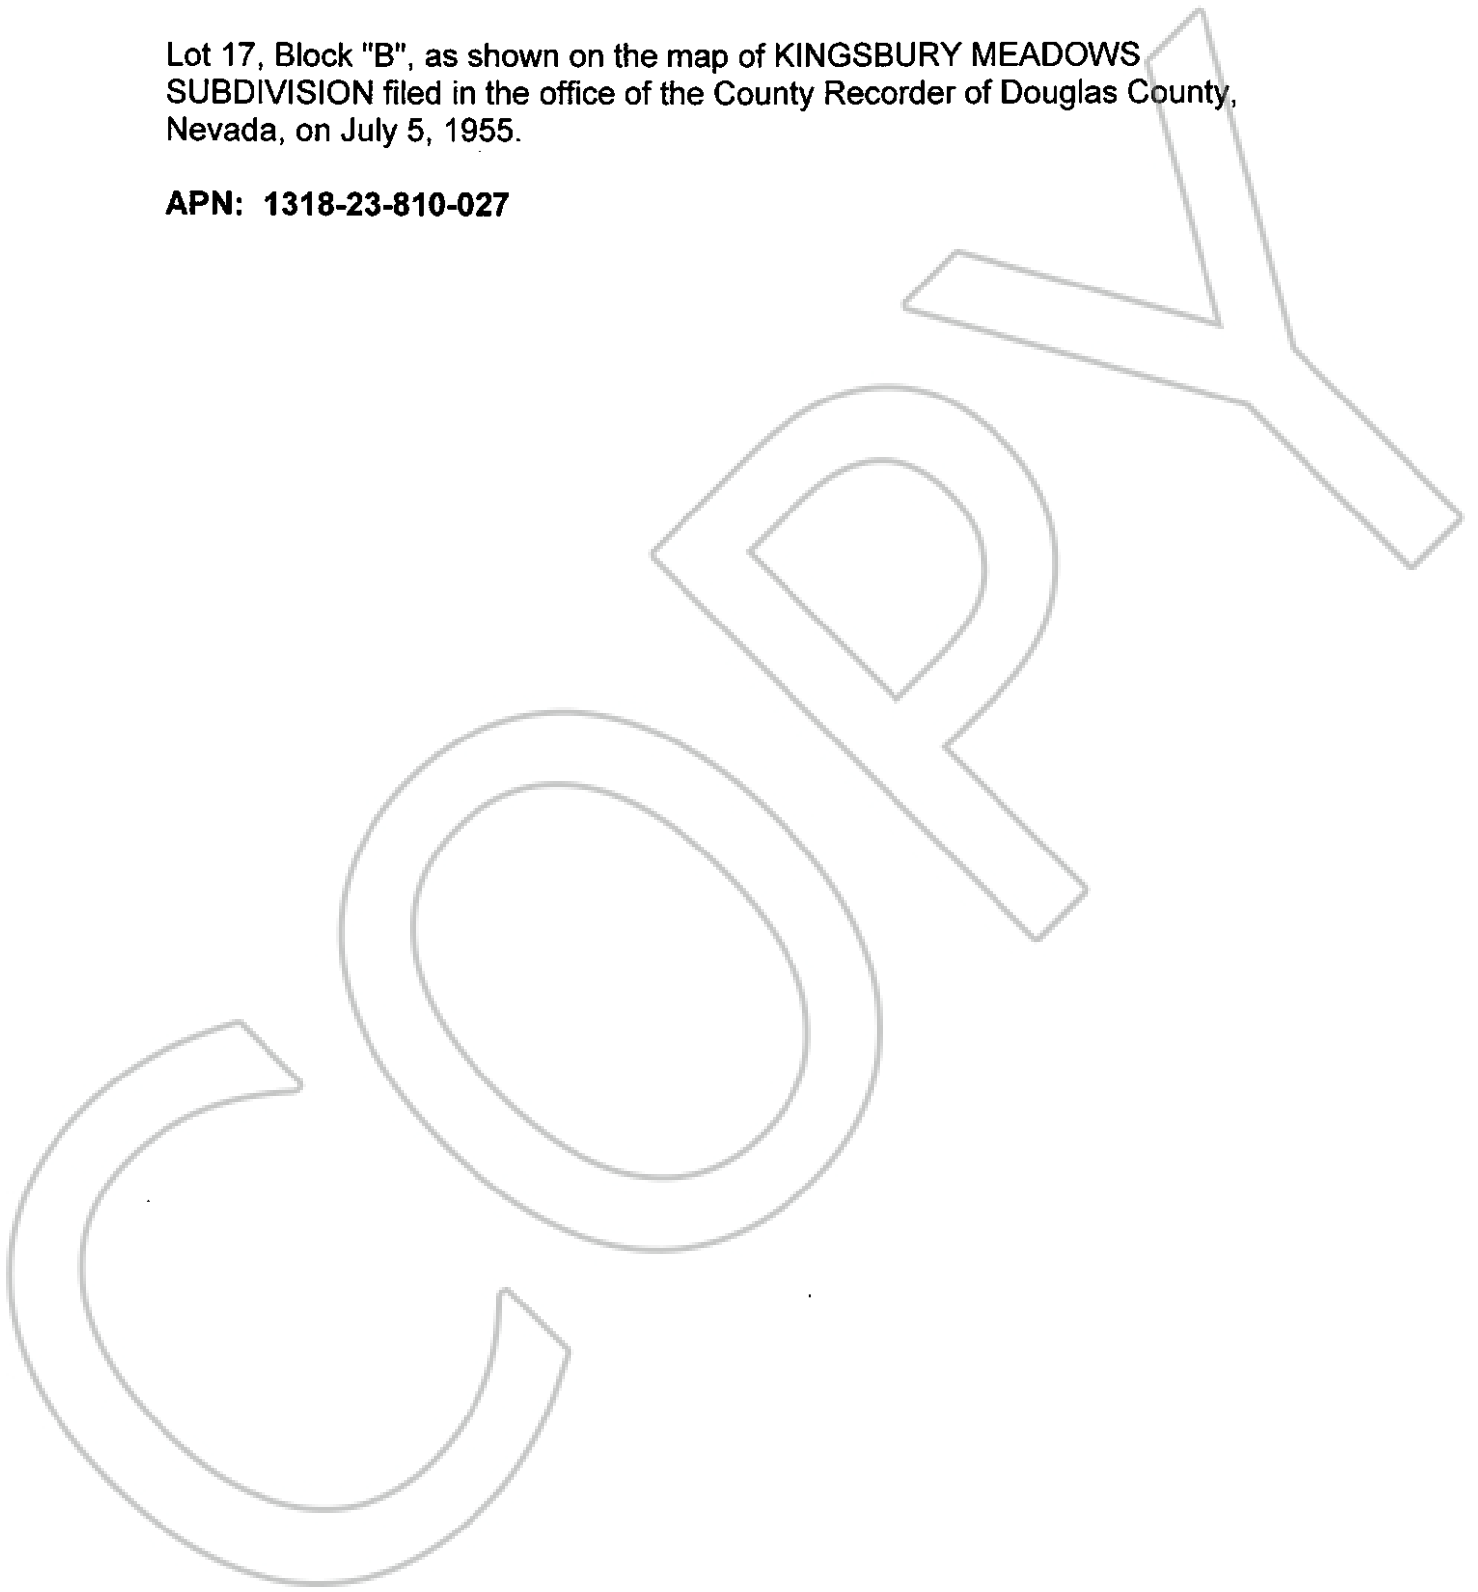 Lot 17, Block "B", as shown on the map of KINGSBURY MEADOWS
SUBDIVISION filed in the office of the County Recorder of Douglas County,
Nevada, on July 5, 1955.
APN: 1318-23-810-027
COPY